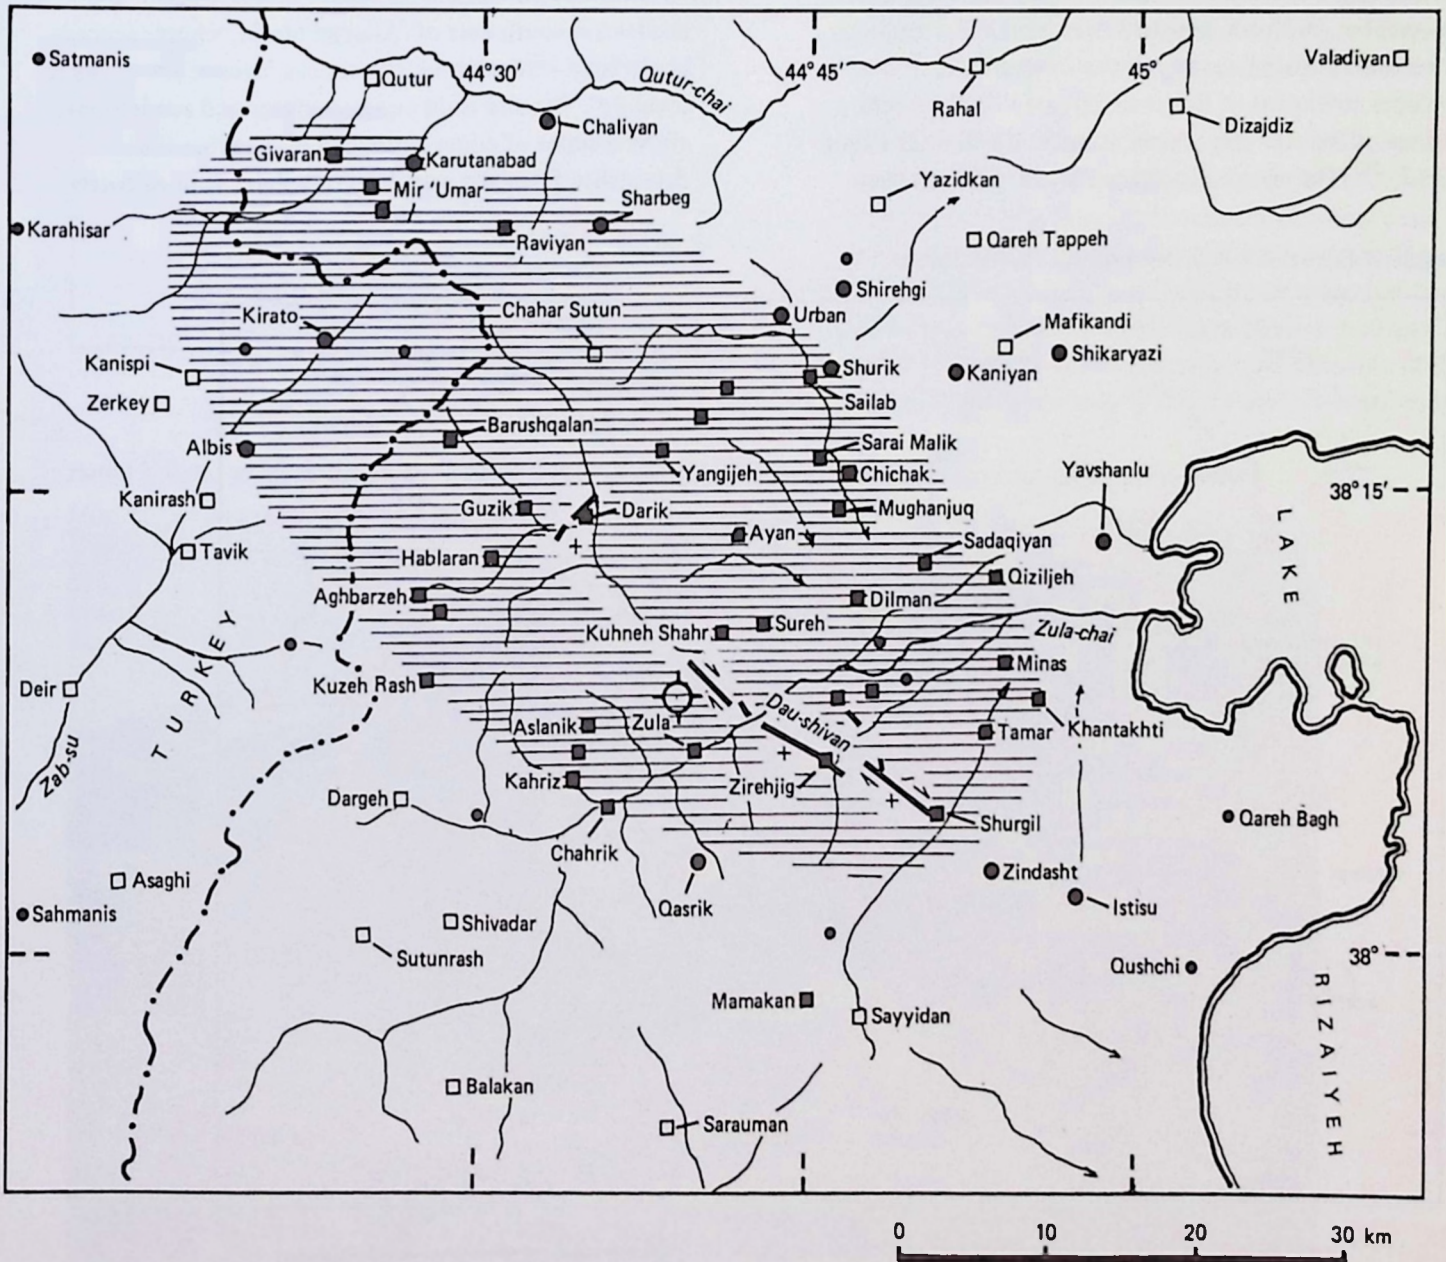 Satmanis
Qutur
44°30'
Qutur-chai
44°45'
Rahal
45°
Valadiyan
Dizajdiz
Chaliyan
Givaran
Karutanabad
Mir ‘Umar
Yazidkan
Sharbeg
Karahisar
Raviyan
Qareh Tappeh
Shirehgi
Kirato
Chahar Sutun
Urban
Mafikandi
Shikaryazi
Kanispi
Shurik
Kaniyan
Zerkey
Sailab
Barushqalan
Albis
Sarai Malik
Yangijeh
Chichak
Yavshanlu
38°15'
Kanirash
Guzik
Darik
Mughanjuq
Ayan
Sadaqiyan
Tavik
Hablaran
Qiziljeh
LAKE
Aghbarzeh
Dilman
Kuhneh Shahr
Sureh
Zula-chai
TURKEY
Minas
Deir
Kuzeh Rash
Dau-shivan
Aslanik
Zula
Tamar
Khantakhti
Zab-su
Kahriz
Zirehjig
Dargeh
Shurgil
Qareh Bagh
Chahrik
Zindasht
Asaghi
Istisu
Qasrik
Sahmanis
Shivadar
Sutunrash
38°
Qushchi
Mamakan
Sayyidan
RIZAIYEH
Balakan
Sarauman
0 10 20 30 km